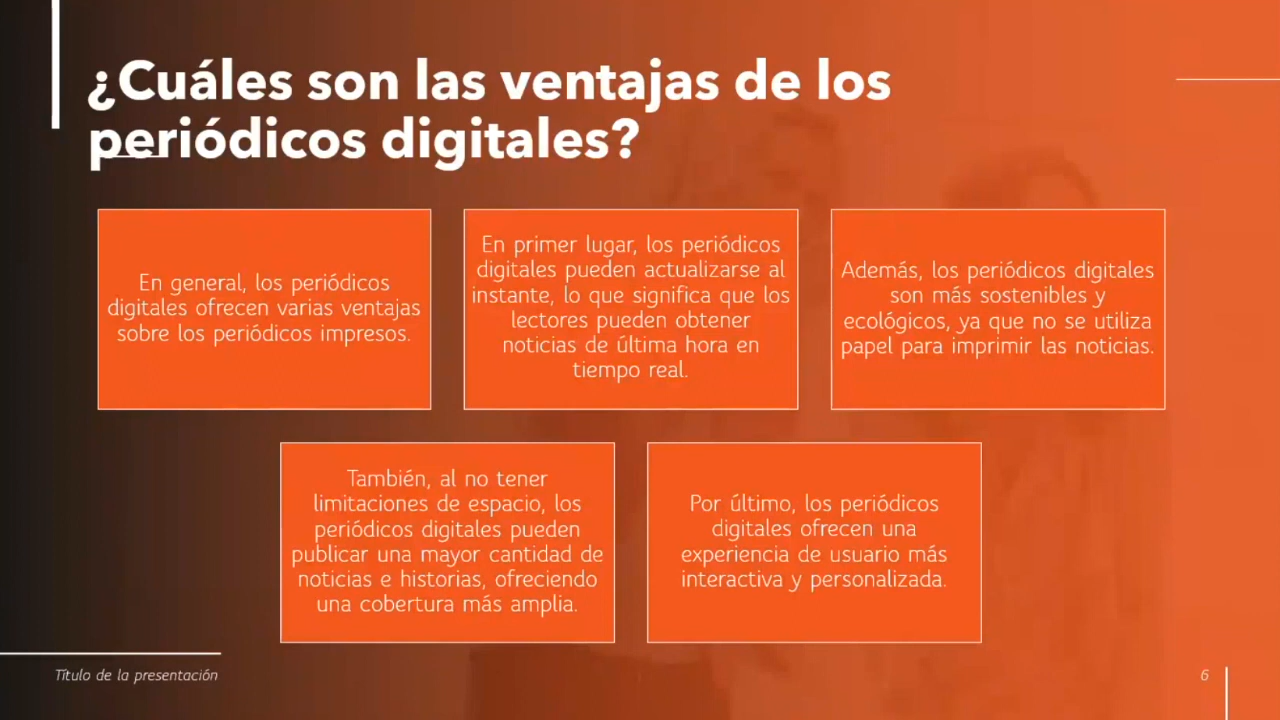 ¿Cuáles son las ventajas de los
periódicos digitales?
En general, los periódicos
digitales ofrecen varias ventajas
sobre los periódicos impresos.
En primer lugar, los periódicos
digitales pueden actualizarse al
instante, lo que significa que los
lectores pueden obtener
noticias de última hora en
tiempo real.
Además, los periódicos digitales
son más sostenibles y
ecológicos, ya que no se utiliza
papel para imprimir las noticias.
También, al no tener
limitaciones de espacio, los
periódicos digitales pueden
publicar una mayor cantidad de
noticias e historias, ofreciendo
una cobertura más amplia.
Por último, los periódicos
digitales ofrecen una
experiencia de usuario más
interactiva y personalizada.
Título de la presentación
6